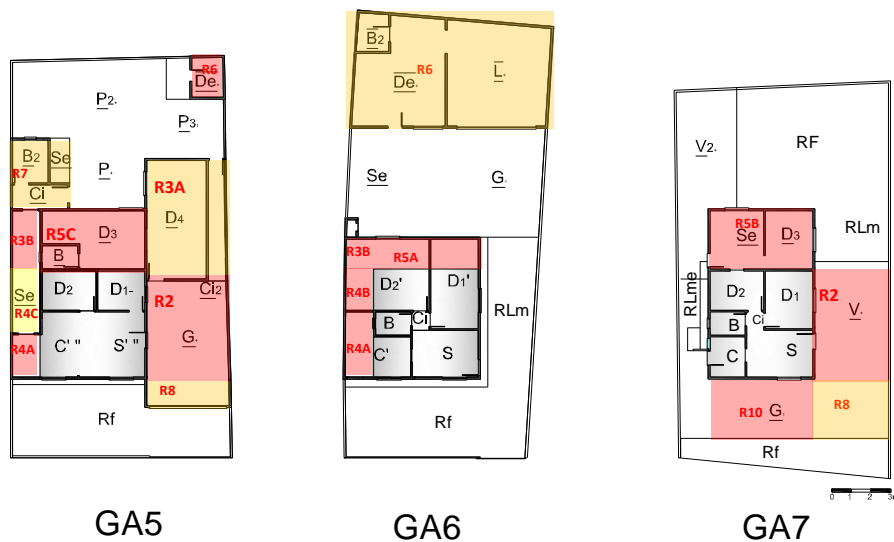 R6
De.
P2.
P3.
B2
Se
R7
P.
Ci
R3A
D4
R3B
R5C
D3
B
D2
D1-
R2
Ci2
Se
R4C
G.
R4A
C' "
S' "
R8
Rf
GA5
B2
R6
L.
De.
Se
G.
R3B
R5A
R4B
D2'
D1'
RLm
B
Ci
R4A
C'
S
Rf
GA6
V2.
RF
R5B
Se
D3
RLm
RLme
D2
D1
R2
V.
B
Ci
C
S
R10
G.
R8
Rf
0 1 2 3
GA7